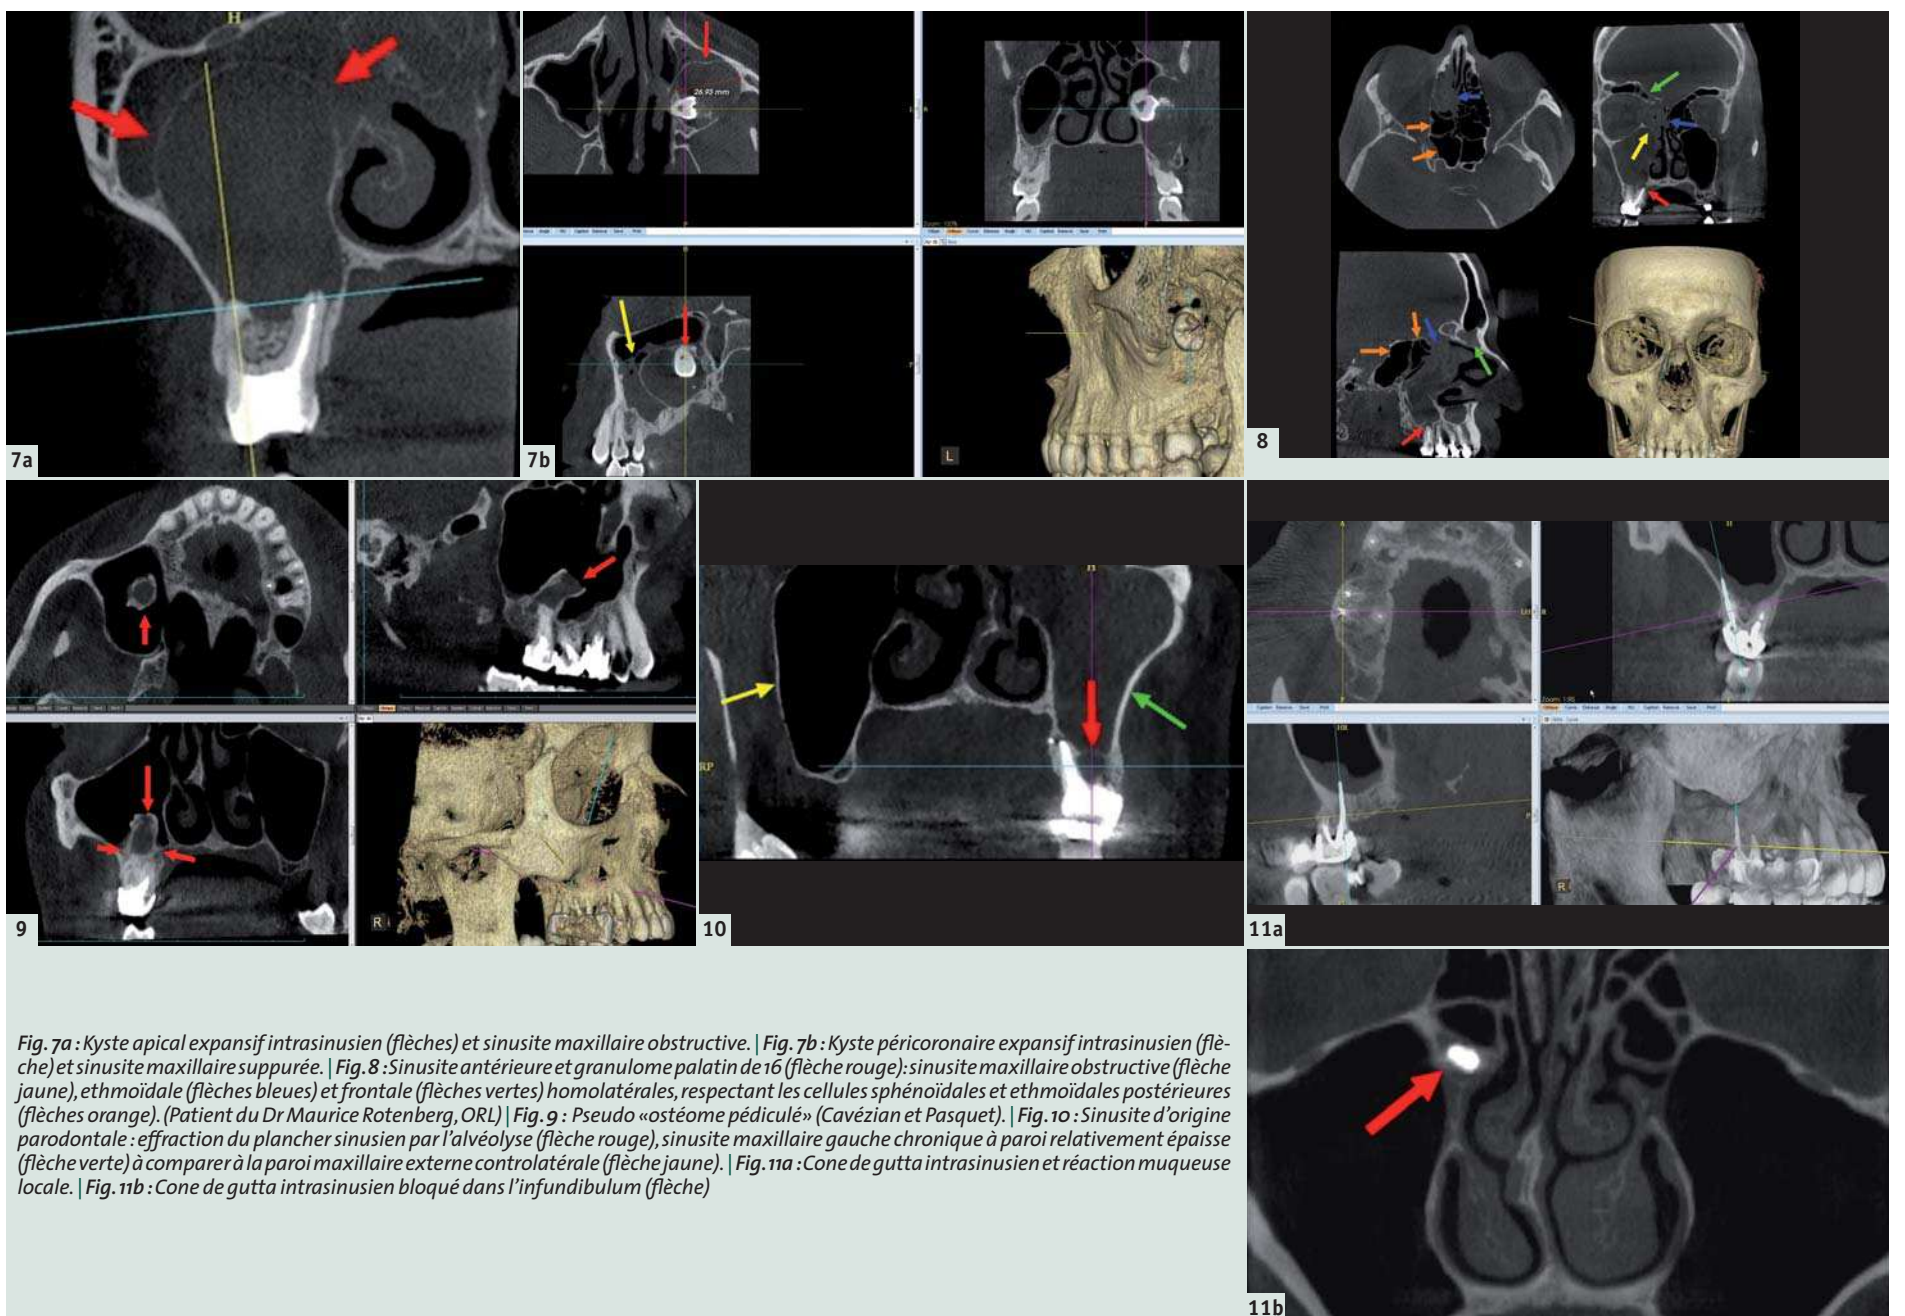 H
7a
26.93 mm
L
7b
8
R
9
H
RP
10
H
R
11a
11b
Fig. 7a : Kyste apical expansif intrasinusien (flèches) et sinusite maxillaire obstructive. | Fig. 7b : Kyste péricoronaire expansif intrasinusien (flè-
che) et sinusite maxillaire suppurée. | Fig. 8 : Sinusite antérieure et granulome palatin de 16 (flèche rouge): sinusite maxillaire obstructive (flèche
jaune), ethmoïdale (flèches bleues) et frontale (flèches vertes) homolatérales, respectant les cellules sphénoïdales et ethmoïdales postérieures
(flèches orange). (Patient du Dr Maurice Rotenberg, ORL) | Fig. 9 : Pseudo «ostéome pédiculé» (Cavézian et Pasquet). | Fig. 10 : Sinusite d’origine
parodontale : effraction du plancher sinusien par l’alvéolyse (flèche rouge), sinusite maxillaire gauche chronique à paroi relativement épaisse
(flèche verte) à comparer à la paroi maxillaire externe controlatérale (flèche jaune). | Fig. 11a : Cone de gutta intrasinusien et réaction muqueuse
locale. | Fig. 11b : Cone de gutta intrasinusien bloqué dans l’infundibulum (flèche)